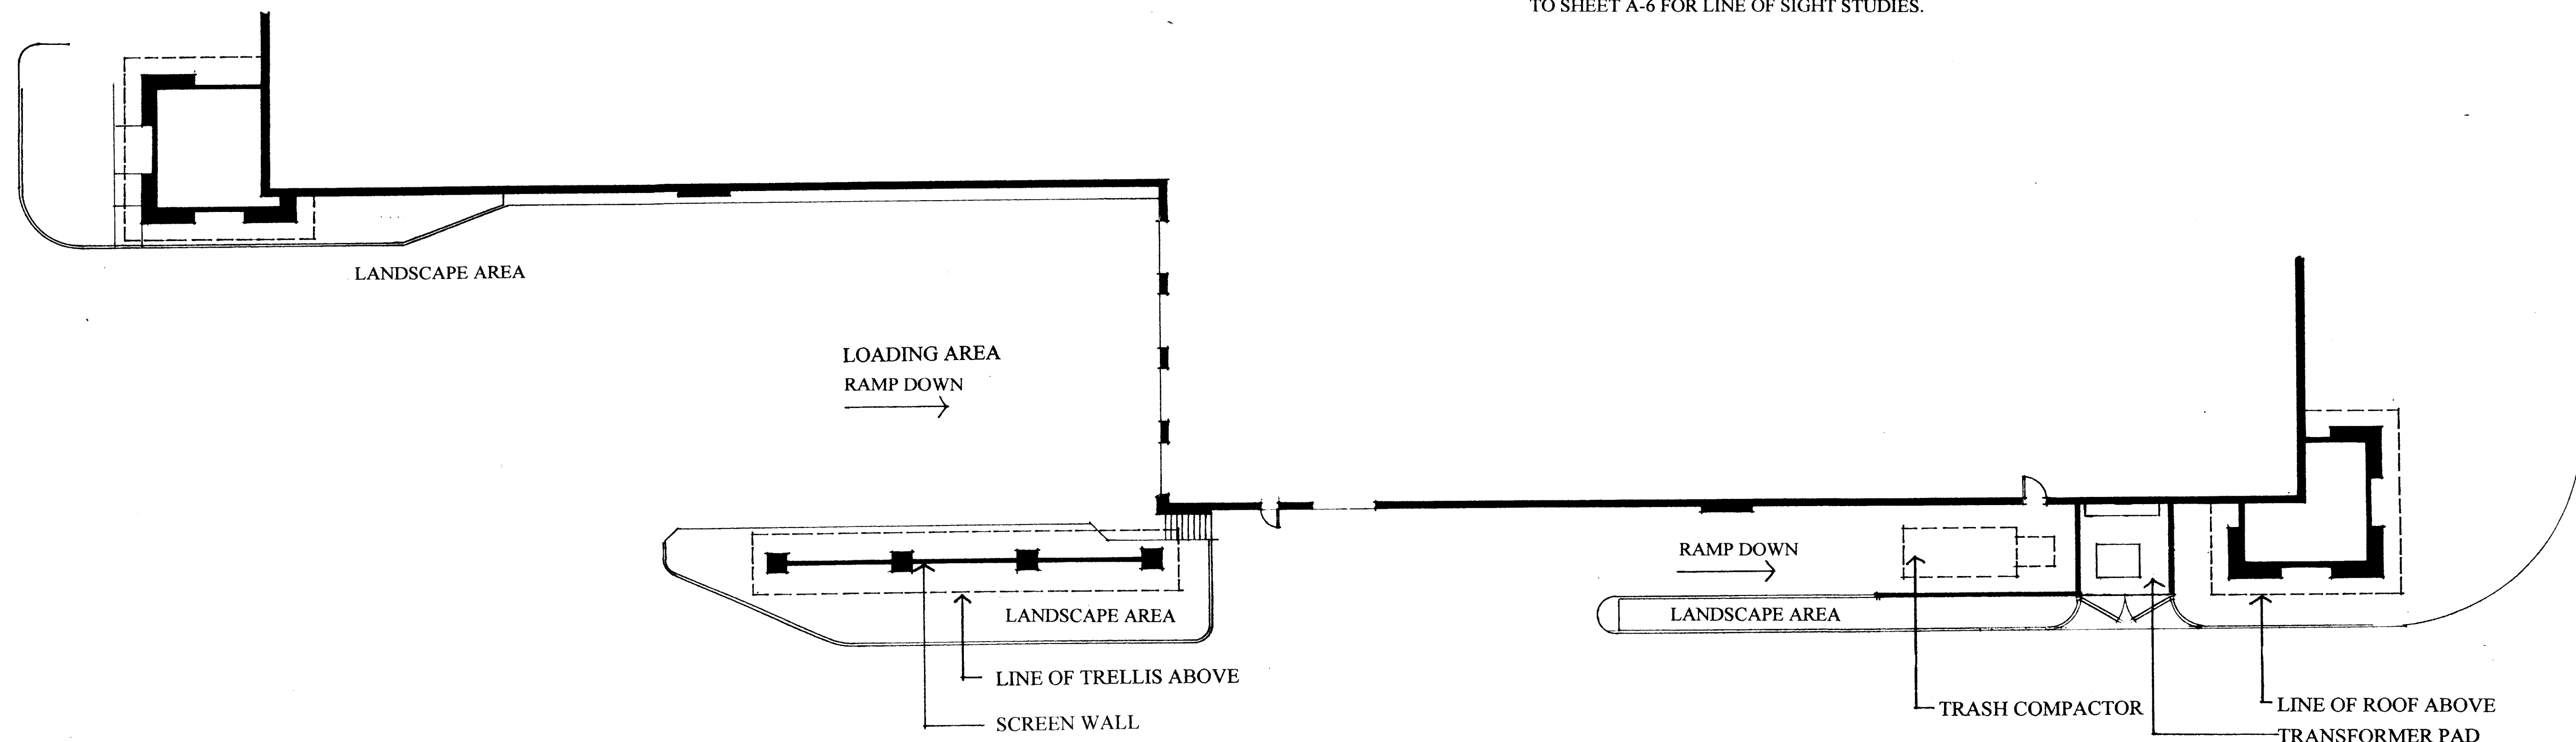 TO SHEET A-6 FOR LINE OF SIGHT STUDIES.
LANDSCAPE AREA
LOADING AREA
RAMP DOWN
RAMP DOWN
LANDSCAPE AREA
LANDSCAPE AREA
LINE OF TRELLIS ABOVE
SCREEN WALL
TRASH COMPACTOR
LINE OF ROOF ABOVE
TRANSFORMER PAD